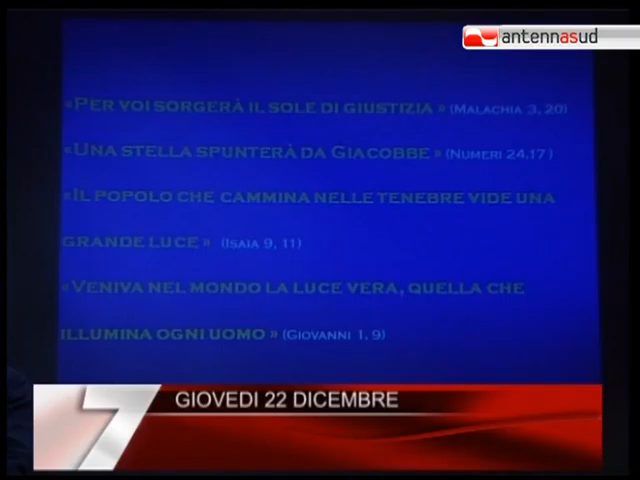 antennasud
«PER VOI SORGERÀ IL SOLE DI GIUSTIZIA » (MALACHIA 3, 20)
«UNA STELLA SPUNTERÀ DA GIACOBBE » (NUMERI 24,17)
«IL POPOLO CHE CAMMINA NELLE TENEBRE VIDE UNA
GRANDE LUCE » (ISAIA 9, 11)
«VENIVA NEL MONDO LA LUCE VERA, QUELLA CHE
ILLUMINA OGNI UOMO » (GIOVANNI 1, 9)
7 GIOVEDI 22 DICEMBRE